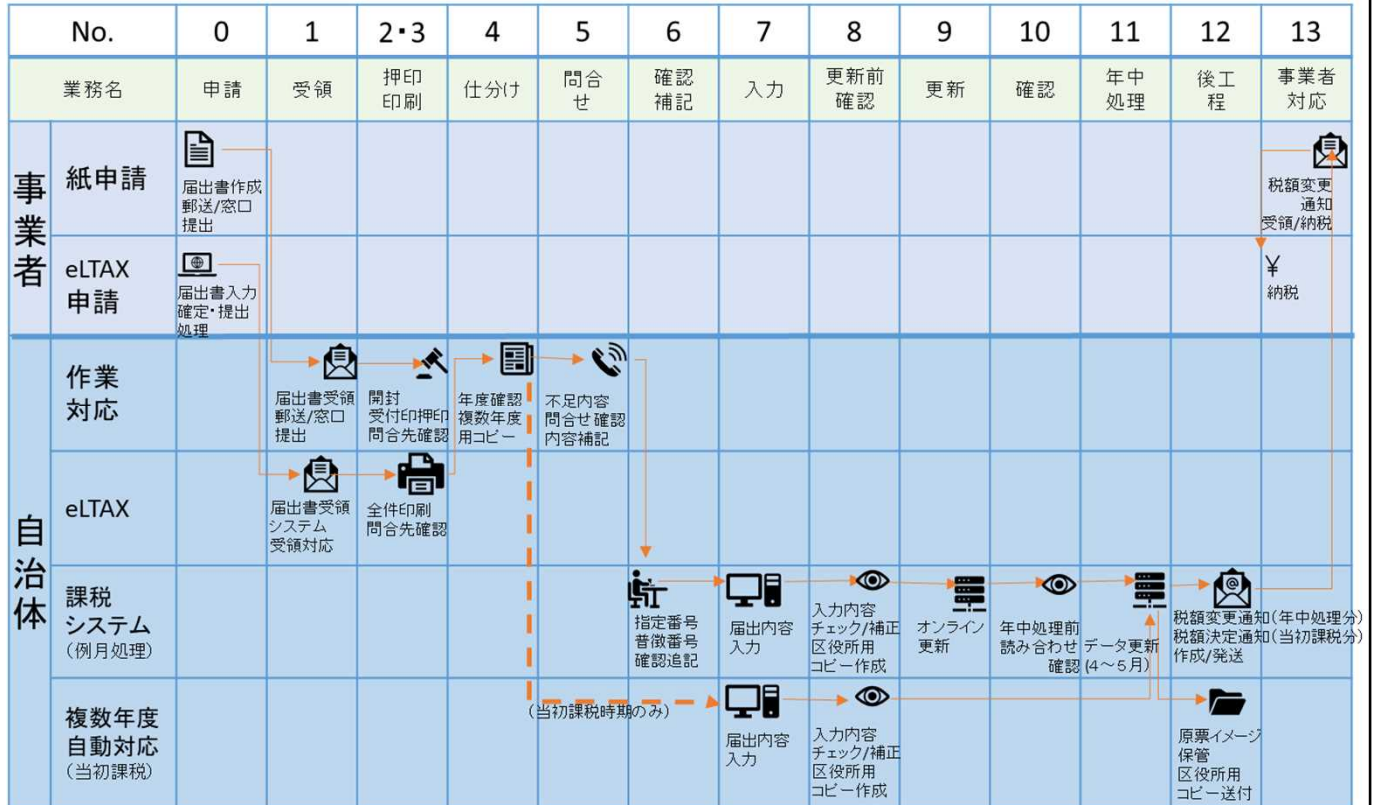 No. 0 1 2・3 4 5 6 7 8 9 10 11 12 13
業務名
申請
受領
押印
印刷
仕分け
問合
せ
確認
補記
入力
更新前
確認
更新
確認
年中
処理
後工
程
事業者
対応
事業者
紙申請
届出書作成
郵送/窓口
提出
税額変更
通知
受領/納税
eLTAX
申請
届出書入力
確定・提出
処理
¥
納税
自治体
作業
対応
届出書受領
郵送/窓口
提出
開封
受付印押印
問合先確認
年度確認
複数年度
用コピー
不足内容
問合せ確認
内容補記
eLTAX
届出書受領
システム
受領対応
全件印刷
問合先確認
課税
システム
(例月処理)
指定番号
普徴番号
確認追記
届出内容
入力
入力内容
チェック/補正
区役所用
コピー作成
オンライン
更新
年中処理前
読み合わせ
確認
データ更新
(4～5月)
税額変更通知(年中処理分)
税額決定通知(当初課税分)
作成/発送
複数年度
自動対応
(当初課税)
(当初課税時期のみ)
届出内容
入力
入力内容
チェック/補正
区役所用
コピー作成
原票イメージ
保管
区役所用
コピー送付